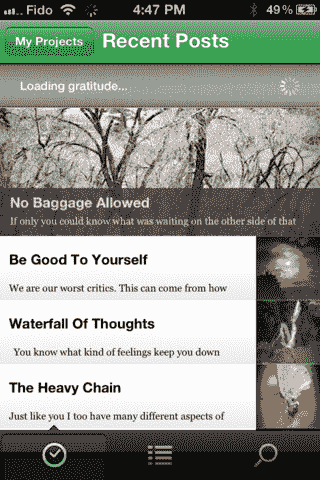 Fido 4:47 PM 49%
My Projects Recent Posts
Loading gratitude...
No Baggage Allowed
If only you could know what was waiting on the other side of that
Be Good To Yourself
We are our worst critics. This can come from how
Waterfall Of Thoughts
You know what kind of feelings keep you down
The Heavy Chain
Just like you I too have many different aspects of